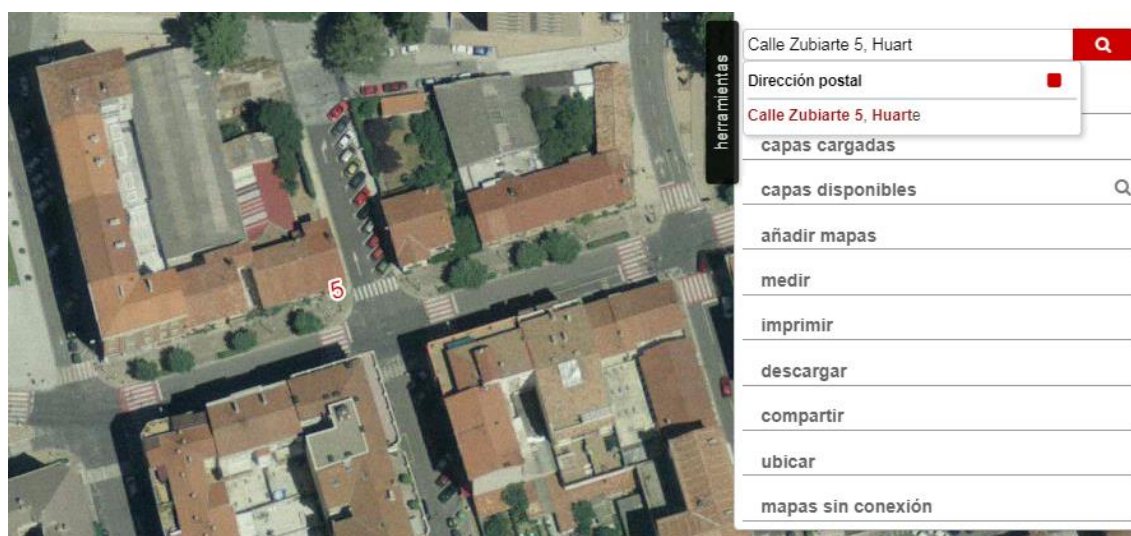 Calle Zubiarte 5, Huart
herramientas
Dirección postal
Calle Zubiarte 5, Huarte
capas cargadas
capas disponibles
añadir mapas
medir
imprimir
descargar
compartir
ubicar
mapas sin conexión
5